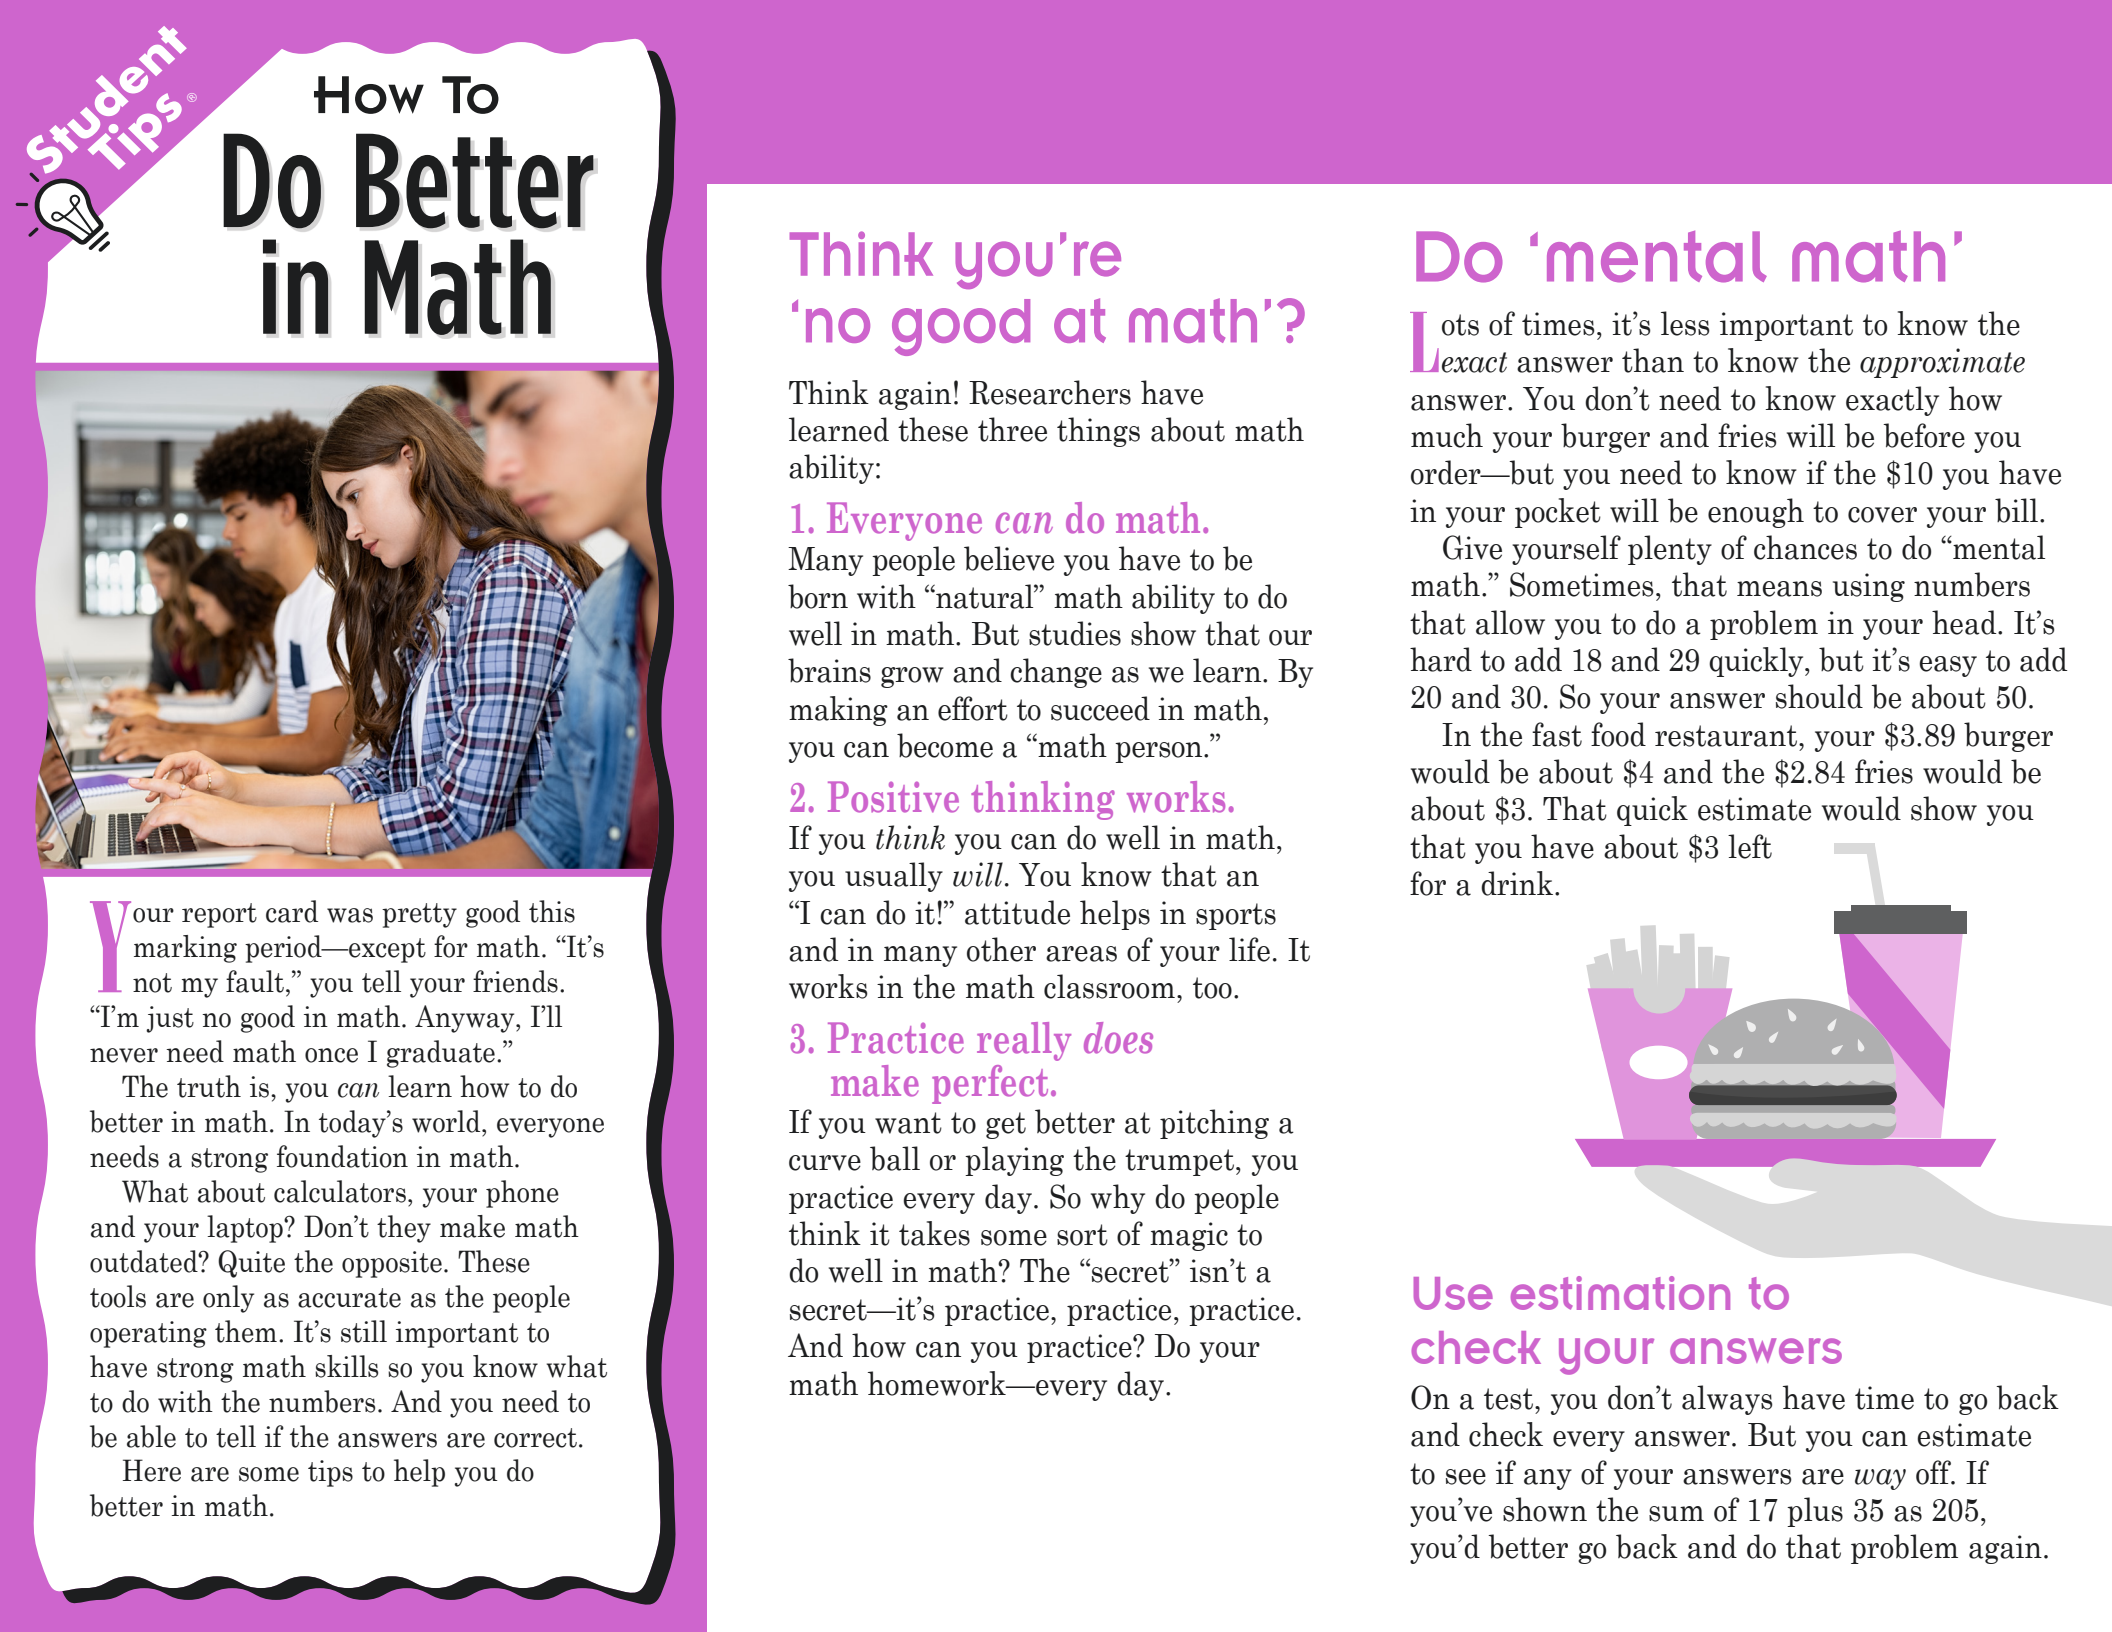 Student
Tips®
How To
Do Better
in Math
Your report card was pretty good this
marking period—except for math. “It’s
not my fault,” you tell your friends.
“I’m just no good in math. Anyway, I’ll
never need math once I graduate.”
The truth is, you can learn how to do
better in math. In today’s world, everyone
needs a strong foundation in math.
What about calculators, your phone
and your laptop? Don’t they make math
outdated? Quite the opposite. These
tools are only as accurate as the people
operating them. It’s still important to
have strong math skills so you know what
to do with the numbers. And you need to
be able to tell if the answers are correct.
Here are some tips to help you do
better in math.
Think you’re
‘no good at math’?
Think again! Researchers have
learned these three things about math
ability:
1. Everyone can do math.
Many people believe you have to be
born with “natural” math ability to do
well in math. But studies show that our
brains grow and change as we learn. By
making an effort to succeed in math,
you can become a “math person.”
2. Positive thinking works.
If you think you can do well in math,
you usually will. You know that an
“I can do it!” attitude helps in sports
and in many other areas of your life. It
works in the math classroom, too.
3. Practice really does
make perfect.
If you want to get better at pitching a
curve ball or playing the trumpet, you
practice every day. So why do people
think it takes some sort of magic to
do well in math? The “secret” isn’t a
secret—it’s practice, practice, practice.
And how can you practice? Do your
math homework—every day.
Do ‘mental math’
Lots of times, it’s less important to know the
exact answer than to know the approximate
answer. You don’t need to know exactly how
much your burger and fries will be before you
order—but you need to know if the $10 you have
in your pocket will be enough to cover your bill.
Give yourself plenty of chances to do “mental
math.” Sometimes, that means using numbers
that allow you to do a problem in your head. It’s
hard to add 18 and 29 quickly, but it’s easy to add
20 and 30. So your answer should be about 50.
In the fast food restaurant, your $3.89 burger
would be about $4 and the $2.84 fries would be
about $3. That quick estimate would show you
that you have about $3 left
for a drink.
Use estimation to
check your answers
On a test, you don’t always have time to go back
and check every answer. But you can estimate
to see if any of your answers are way off. If
you’ve shown the sum of 17 plus 35 as 205,
you’d better go back and do that problem again.